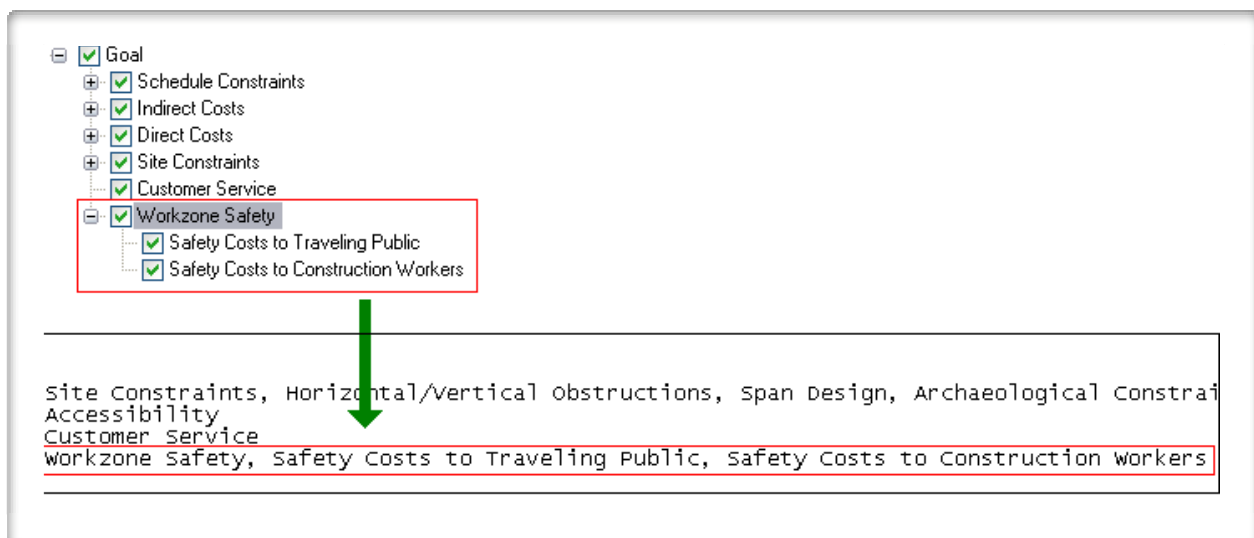 Goal
Schedule Constraints
Indirect Costs
Direct Costs
Site Constraints
Customer Service
Workzone Safety
Safety Costs to Traveling Public
Safety Costs to Construction Workers
Site Constraints, Horizontal/Vertical Obstructions, Span Design, Archaeological Constrai
Accessibility
Customer Service
Workzone Safety, Safety Costs to Traveling Public, Safety Costs to Construction Workers